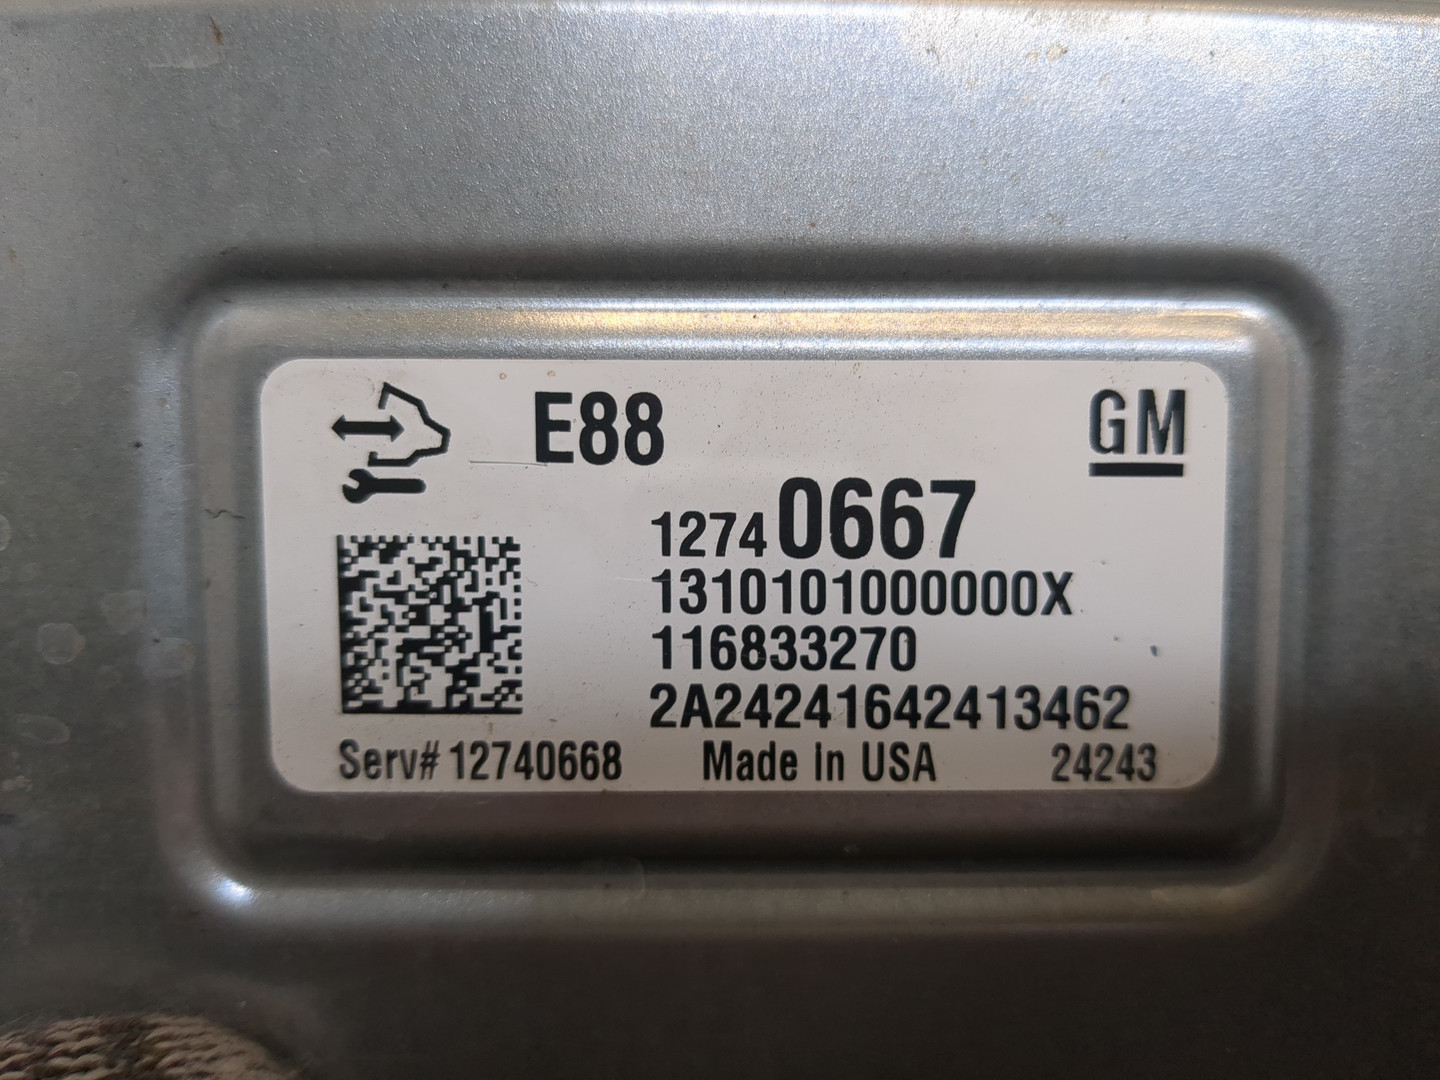 E88
GM
12740667
1310101000000X
116833270
2A24241642413462
Serv# 12740668 Made in USA 24243